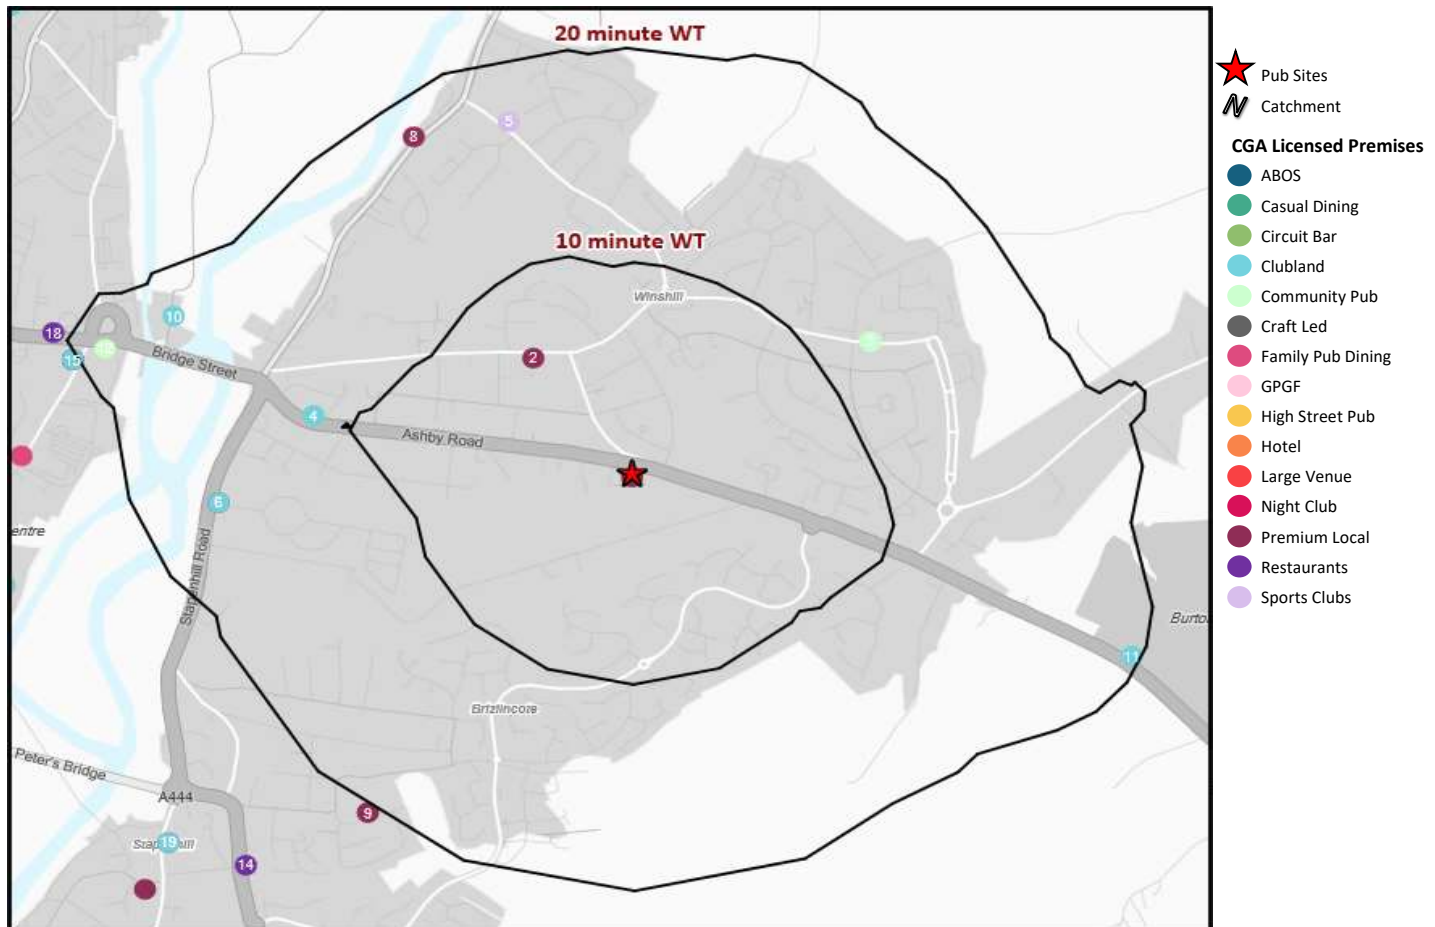 20 minute WT
8
5
10 minute WT
Winshill
10
18
15
Bridge Street
2
4
Ashby Road
6
entre
Stapenhill Road
Burto
11
Brizlincote
Peter's Bridge
A444
9
19
14
Pub Sites
Catchment
CGA Licensed Premises
ABOS
Casual Dining
Circuit Bar
Clubland
Community Pub
Craft Led
Family Pub Dining
GPGF
High Street Pub
Hotel
Large Venue
Night Club
Premium Local
Restaurants
Sports Clubs